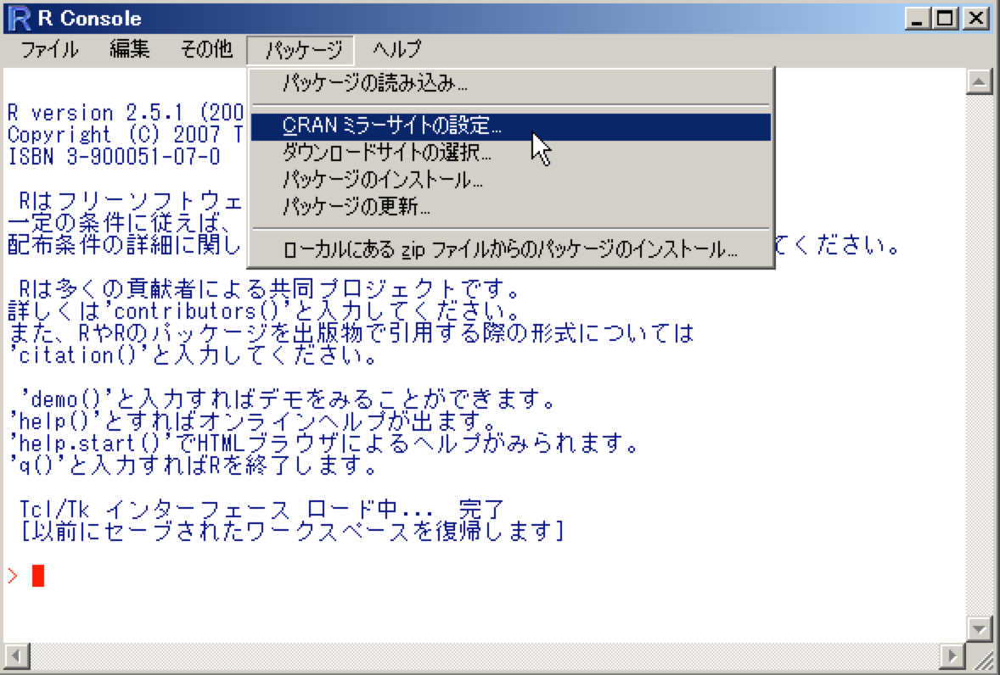 R Console
ファイル 編集 その他 パッケージ ヘルプ
パッケージの読み込み...
CRAN ミラーサイトの設定...
ダウンロードサイトの選択...
パッケージのインストール...
パッケージの更新...
ローカルにある zip ファイルからのパッケージのインストール...
R version 2.5.1 (200
Copyright (C) 2007 T
ISBN 3-900051-07-0
Rはフリーソフトウェ
一定の条件に従えば、
配布条件の詳細に関し てください。
Rは多くの貢献者による共同プロジェクトです。
詳しくは'contributors()'と入力してください。
また、RやRのパッケージを出版物で引用する際の形式については
'citation()'と入力してください。
'demo()'と入力すればデモをみることができます。
'help()'とすればオンラインヘルプが出ます。
'help.start()'でHTMLブラウザによるヘルプがみられます。
'q()'と入力すればRを終了します。
Tcl/Tk インターフェース ロード中... 完了
[以前にセーブされたワークスペースを復帰します]
>